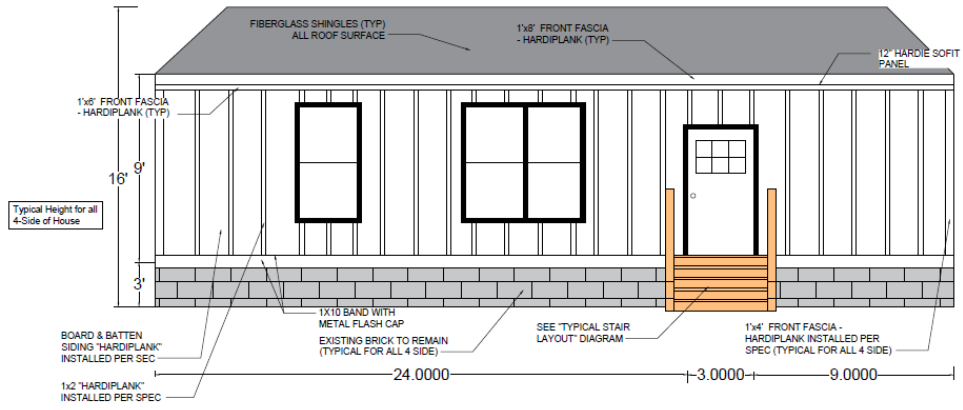 FIBERGLASS SHINGLES (TYP)
ALL ROOF SURFACE
1'x8' FRONT FASCIA
- HARDIPLANK (TYP)
12" HARDIE SOFIT
PANEL
1'x6' FRONT FASCIA
- HARDIPLANK (TYP)
16'
9'
Typical Height for all
4-Side of House
3'
1X10 BAND WITH
METAL FLASH CAP
EXISTING BRICK TO REMAIN
(TYPICAL FOR ALL 4 SIDE)
SEE "TYPICAL STAIR
LAYOUT" DIAGRAM
1'x4' FRONT FASCIA -
HARDIPLANK INSTALLED PER
SPEC (TYPICAL FOR ALL 4 SIDE)
BOARD & BATTEN
SIDING "HARDIPLANK"
INSTALLED PER SEC
1x2 "HARDIPLANK"
INSTALLED PER SPEC
24.0000
3.0000
9.0000